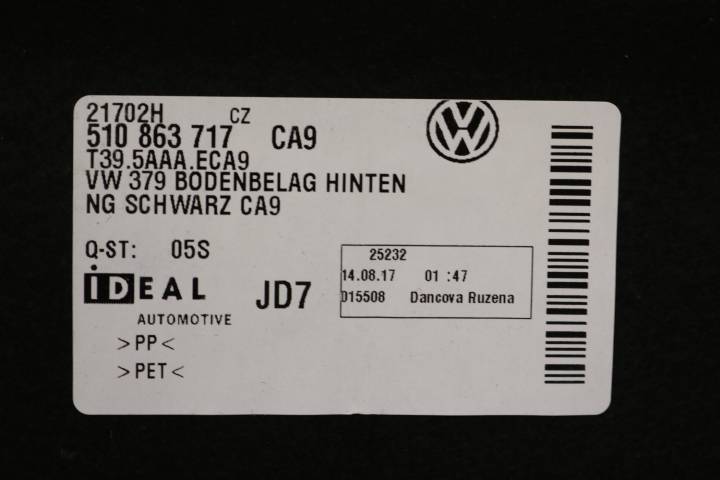 21702H CZ
510 863 717 CA9
T39.5AAA.ECA9
VW 379 BODENBELAG HINTEN
NG SCHWARZ CA9
Q-ST: 05S
25232
14.08.17 01:47
015508 Dancova Ruzena
iDEAL
AUTOMOTIVE
JD7
>PP<
>PET<